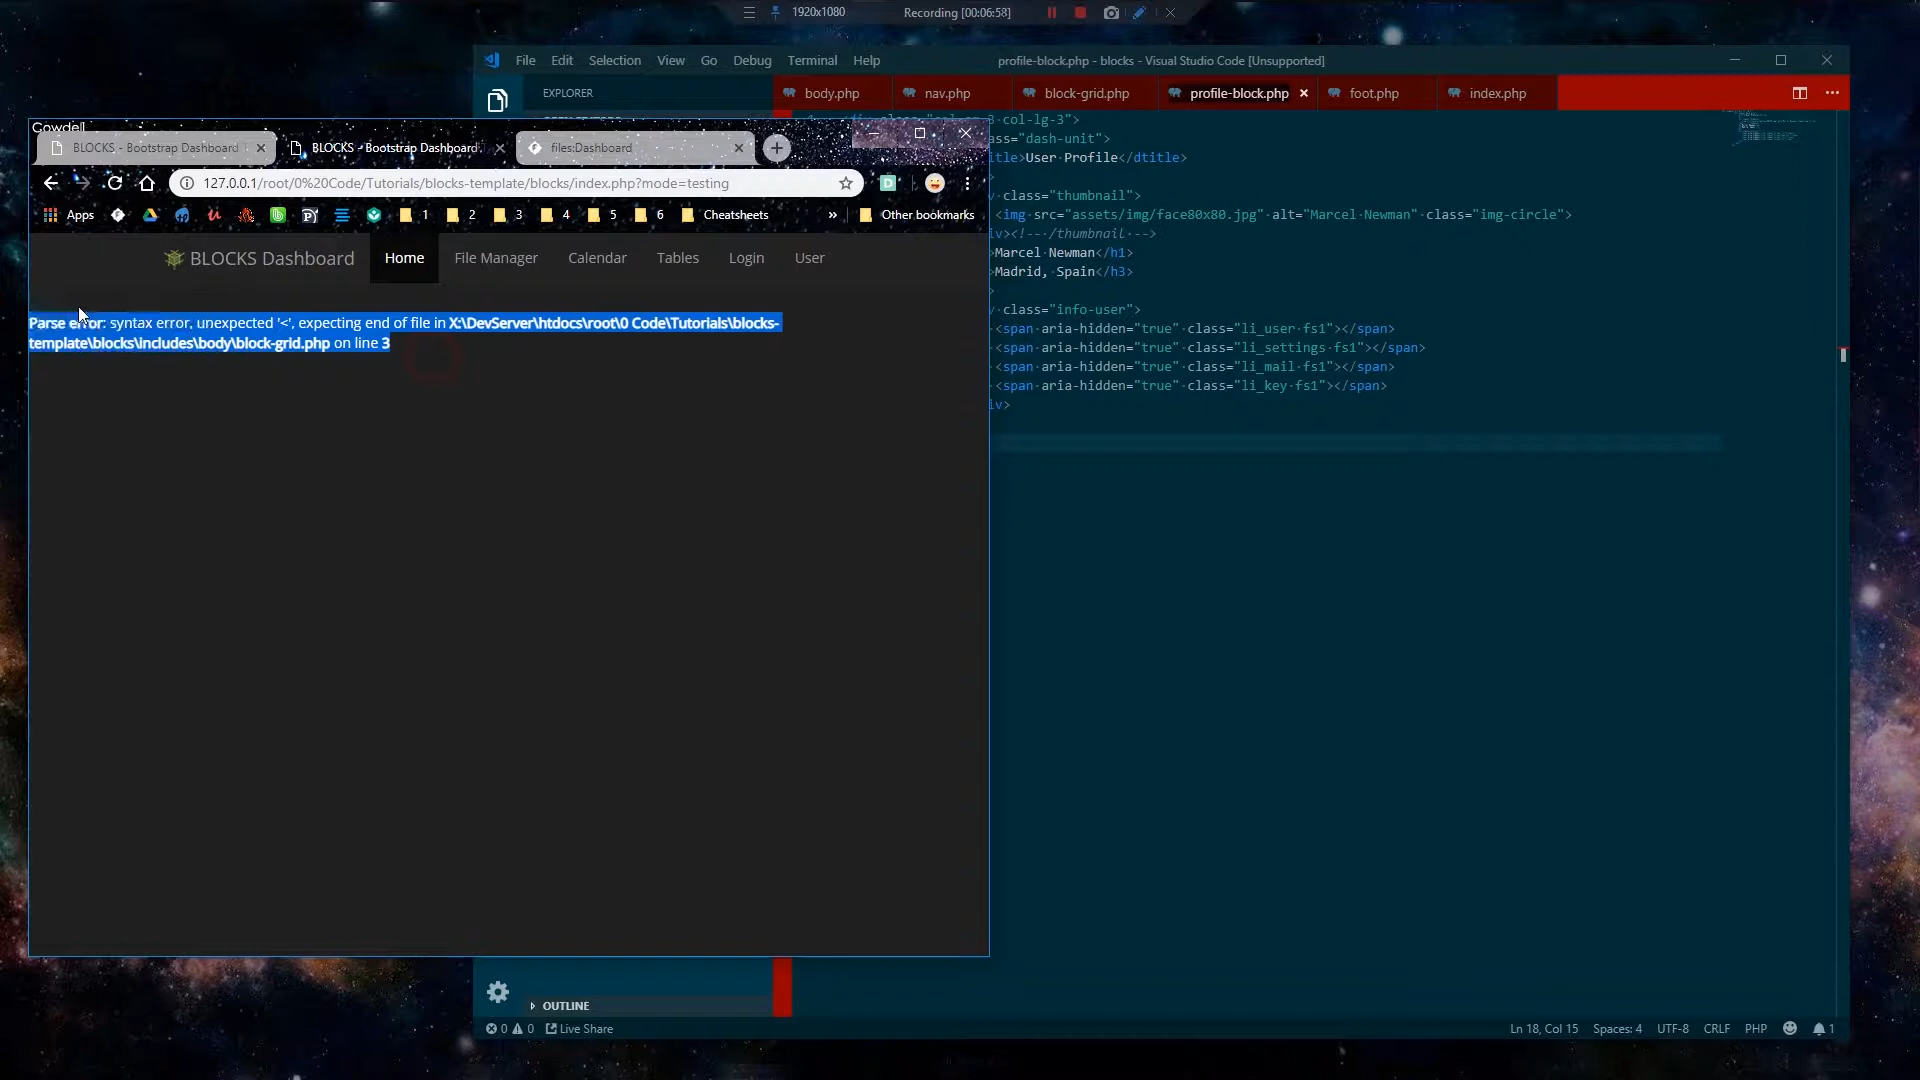 1920x1080
Recording [00:06:58]
File Edit Selection View Go Debug Terminal Help
profile-block.php - blocks - Visual Studio Code [Unsupported]
EXPLORER
body.php
nav.php
block-grid.php
profile-block.php
foot.php
index.php
Cowdell
BLOCKS - Bootstrap Dashboard
BLOCKS - Bootstrap Dashboard
files:Dashboard
127.0.0.1/root/0%20Code/Tutorials/blocks-template/blocks/index.php?mode=testing
Apps 1 2 3 4 5 6 Cheatsheets » Other bookmarks
BLOCKS Dashboard Home File Manager Calendar Tables Login User
Parse error: syntax error, unexpected '<', expecting end of file in X:\DevServer\htdocs\root\0 Code\Tutorials\blocks-
template\blocks\includes\body\block-grid.php on line 3
col-lg-3">
ass="dash-unit">
itle>User Profile</dtitle>
>
v class="thumbnail">
<img src="assets/img/face80x80.jpg" alt="Marcel Newman" class="img-circle">
iv><!-- /thumbnail -->
>Marcel Newman</h1>
>Madrid, Spain</h3>
>
v class="info-user">
<span aria-hidden="true" class="li_user fs1"></span>
<span aria-hidden="true" class="li_settings fs1"></span>
<span aria-hidden="true" class="li_mail fs1"></span>
<span aria-hidden="true" class="li_key fs1"></span>
iv>
OUTLINE
0 0 Live Share
Ln 18, Col 15 Spaces: 4 UTF-8 CRLF PHP 1